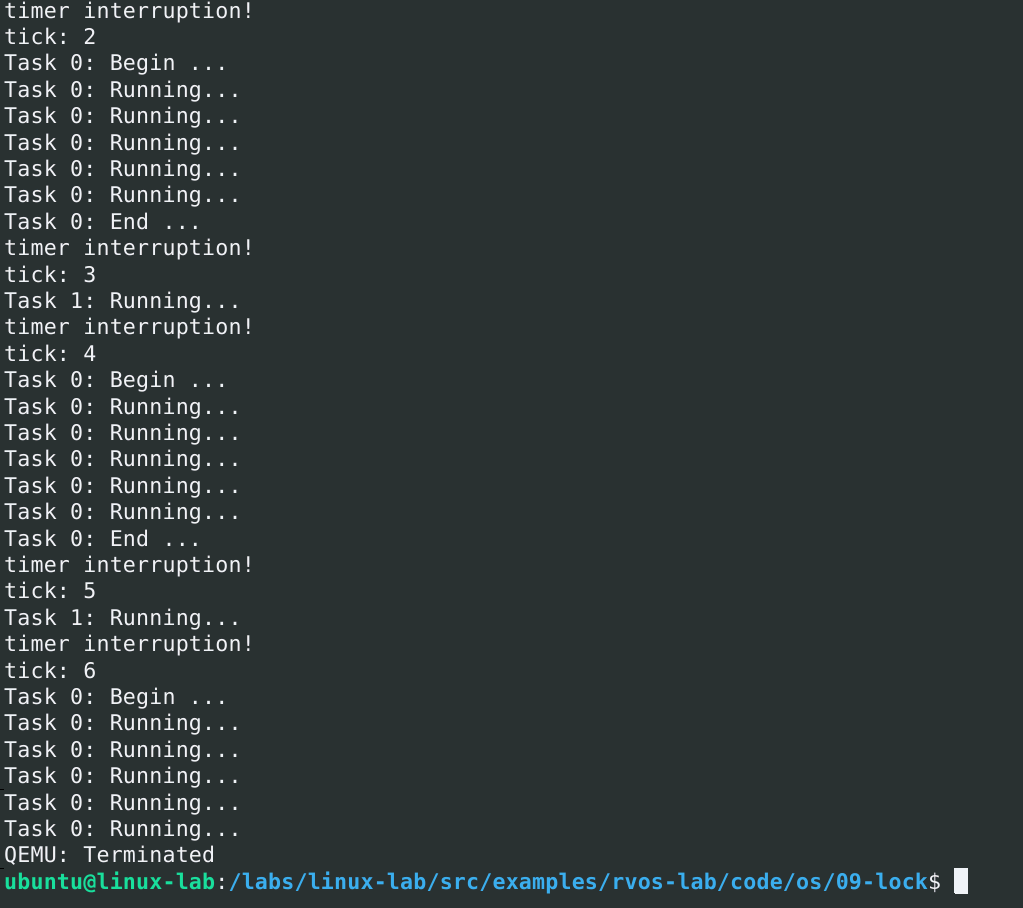 timer interruption!
tick: 2
Task 0: Begin ...
Task 0: Running...
Task 0: Running...
Task 0: Running...
Task 0: Running...
Task 0: Running...
Task 0: End ...
timer interruption!
tick: 3
Task 1: Running...
timer interruption!
tick: 4
Task 0: Begin ...
Task 0: Running...
Task 0: Running...
Task 0: Running...
Task 0: Running...
Task 0: Running...
Task 0: End ...
timer interruption!
tick: 5
Task 1: Running...
timer interruption!
tick: 6
Task 0: Begin ...
Task 0: Running...
Task 0: Running...
Task 0: Running...
Task 0: Running...
Task 0: Running...
QEMU: Terminated
ubuntu@linux-lab:/labs/linux-lab/src/examples/rvos-lab/code/os/09-lock$